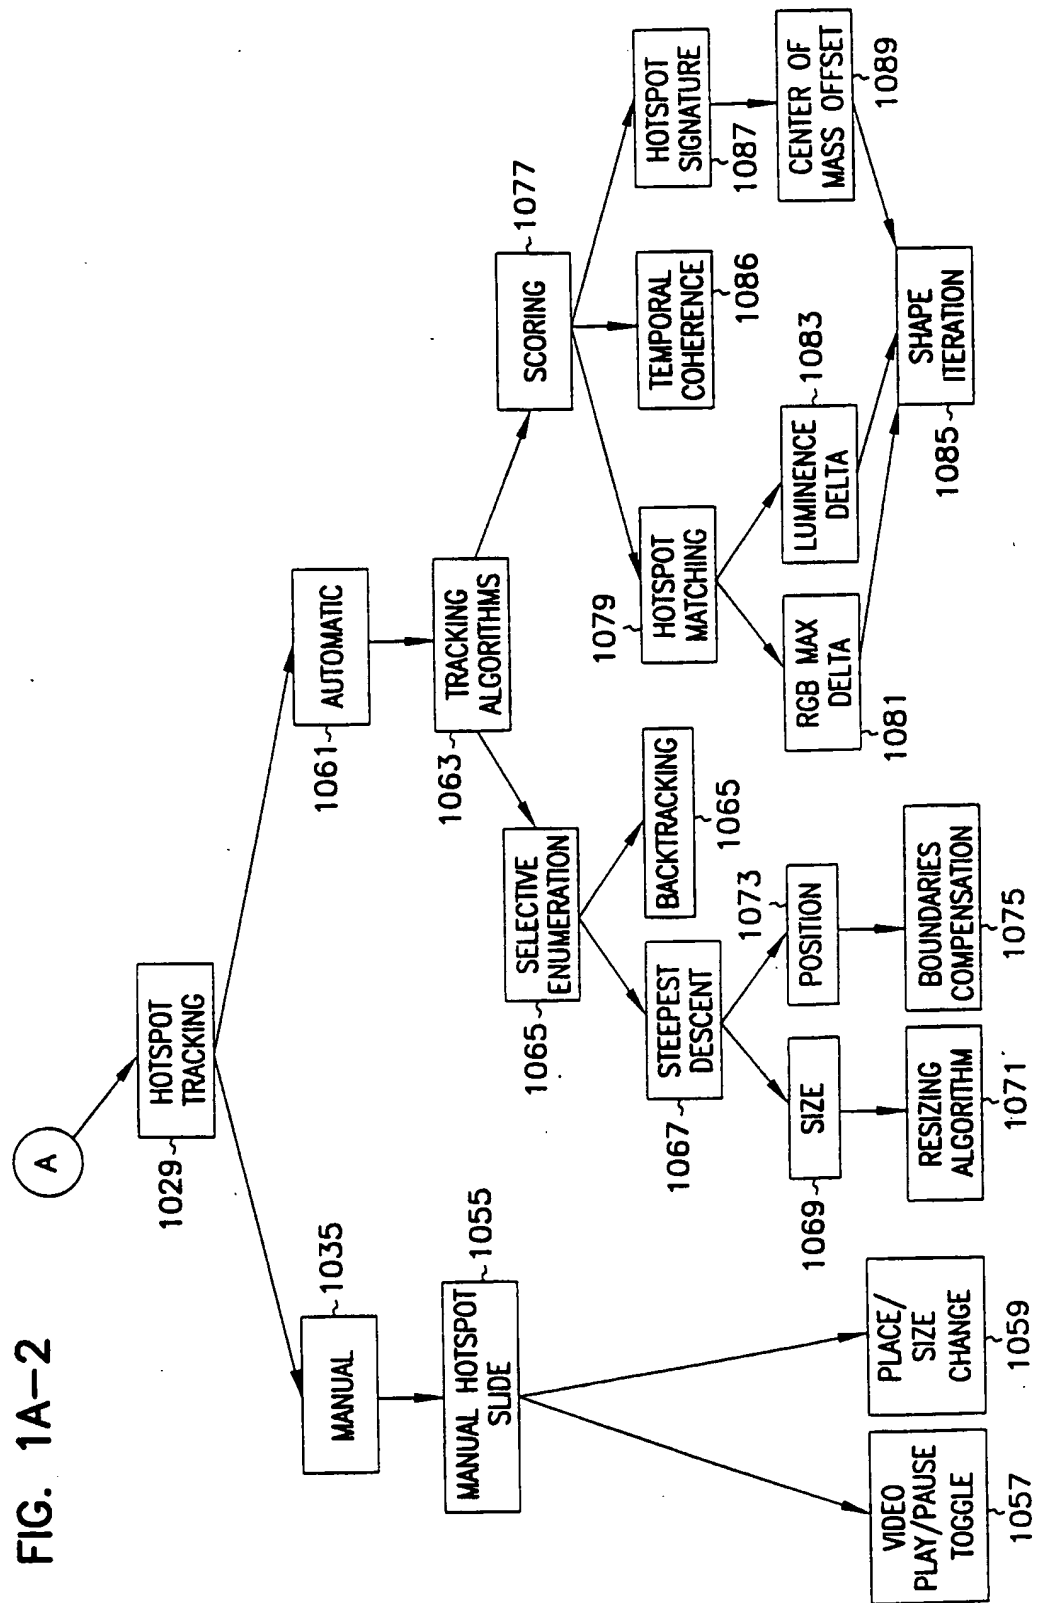 FIG. 1A-2
A
HOTSPOT
TRACKING
1029
MANUAL
1035
AUTOMATIC
1061
MANUAL HOTSPOT
SLIDE
1055
TRACKING
ALGORITHMS
1063
SELECTIVE
ENUMERATION
1065
SCORING
1077
STEEPEST
DESCENT
1067
BACKTRACKING
1065
HOTSPOT
MATCHING
1079
TEMPORAL
COHERENCE
1086
HOTSPOT
SIGNATURE
1087
SIZE
1069
POSITION
1073
RGB MAX
DELTA
1081
LUMINENCE
DELTA
1083
CENTER OF
MASS OFFSET
1089
VIDEO
PLAY/PAUSE
TOGGLE
1057
PLACE/
SIZE
CHANGE
1059
RESIZING
ALGORITHM
1071
BOUNDARIES
COMPENSATION
1075
SHAPE
ITERATION
1085